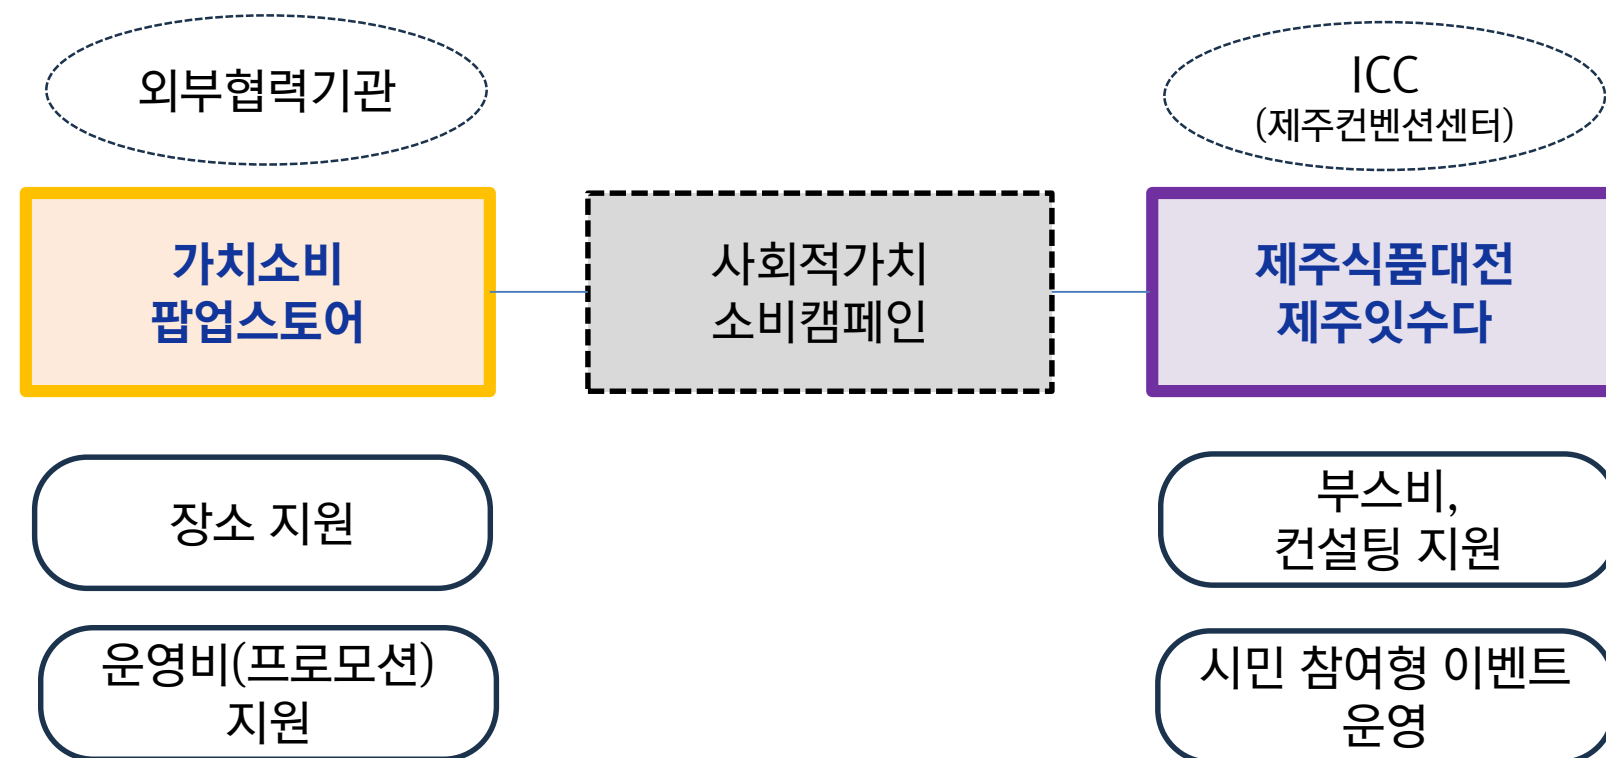 외부협력기관
ICC
(제주컨벤션센터)
가치소비
팝업스토어
사회적가치
소비캠페인
제주식품대전
제주잇수다
장소 지원
부스비,
컨설팅 지원
운영비(프로모션)
지원
시민 참여형 이벤트
운영